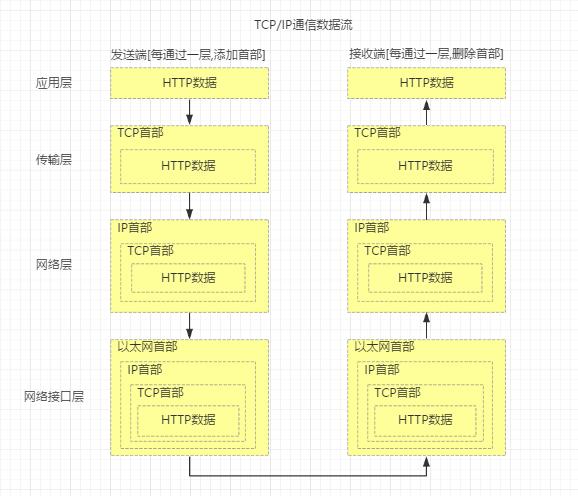 TCP/IP通信数据流
发送端[每通过一层,添加首部]
接收端[每通过一层,删除首部]
应用层
HTTP数据
HTTP数据
传输层
TCP首部
HTTP数据
TCP首部
HTTP数据
网络层
IP首部
TCP首部
HTTP数据
IP首部
TCP首部
HTTP数据
网络接口层
以太网首部
IP首部
TCP首部
HTTP数据
以太网首部
IP首部
TCP首部
HTTP数据